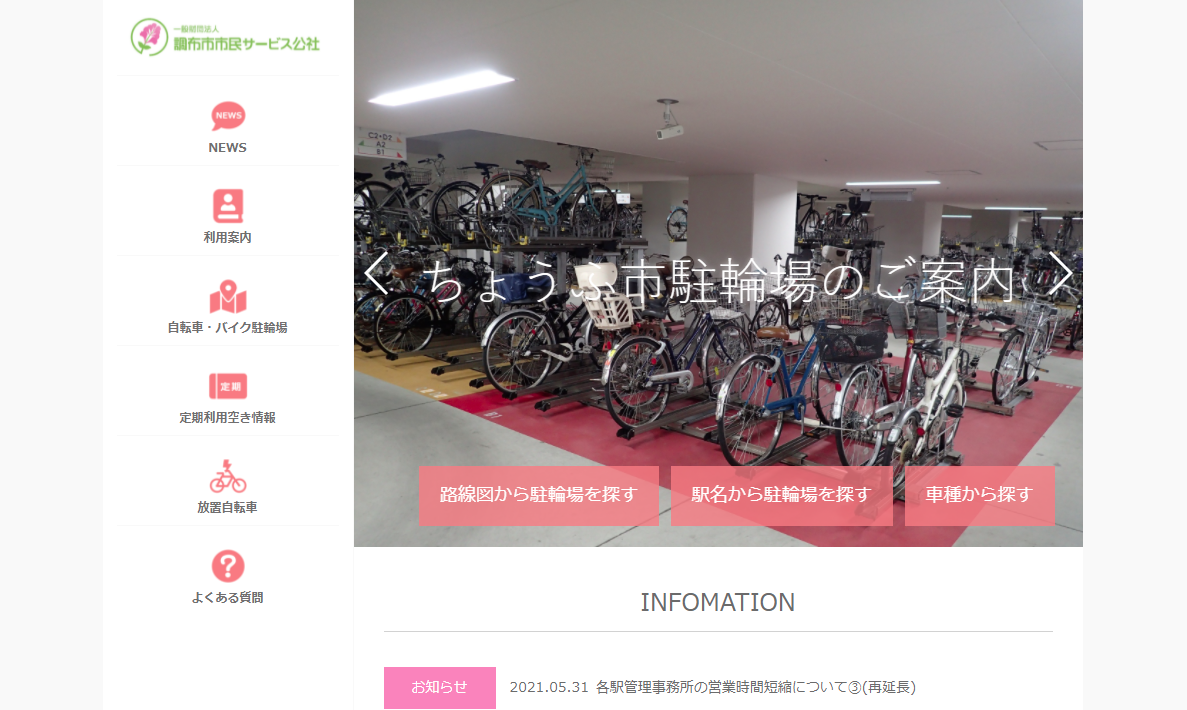 一般財団法人
調布市市民サービス公社
NEWS
NEWS
利用案内
自転車・バイク駐輪場
定期
定期利用空き情報
放置自転車
よくある質問
C2・D2
A2
B1
ちょうふ市駐輪場のご案内
路線図から駐輪場を探す
駅名から駐輪場を探す
車種から探す
INFOMATION
お知らせ 2021.05.31 各駅管理事務所の営業時間短縮について③(再延長)